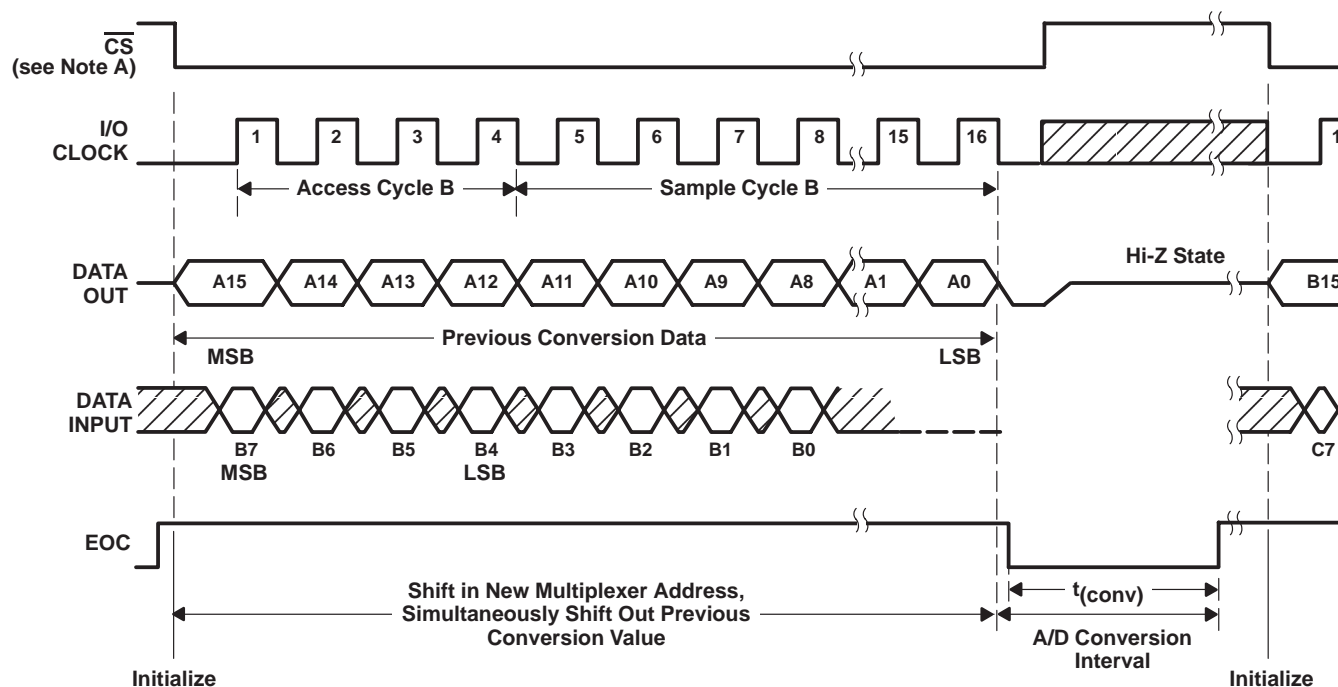 CS
(see Note A)
I/O
CLOCK
1 2 3 4 5 6 7 8 15 16 1
Access Cycle B Sample Cycle B
Hi-Z State
DATA
OUT
A15 A14 A13 A12 A11 A10 A9 A8 A1 A0 B15
Previous Conversion Data
MSB LSB
DATA
INPUT
B7 B6 B5 B4 B3 B2 B1 B0 C7
MSB LSB
EOC
Shift in New Multiplexer Address,
Simultaneously Shift Out Previous
Conversion Value
t(conv)
A/D Conversion
Interval
Initialize Initialize